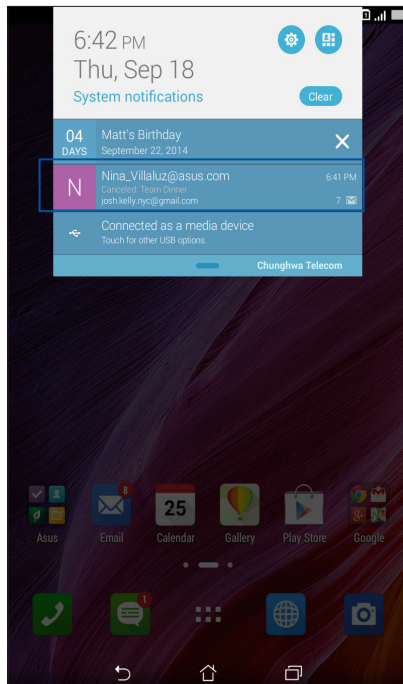 6:42 PM
Thu, Sep 18
System notifications
Clear
04
DAYS
Matt's Birthday
September 22, 2014
N
Nina_Villaluz@asus.com
6:41 PM
Canceled: Team Dinner
josh.kelly.nyc@gmail.com
7
Connected as a media device
Touch for other USB options.
Chunghwa Telecom
8
25
Asus
Email
Calendar
Gallery
Play Store
Google
1